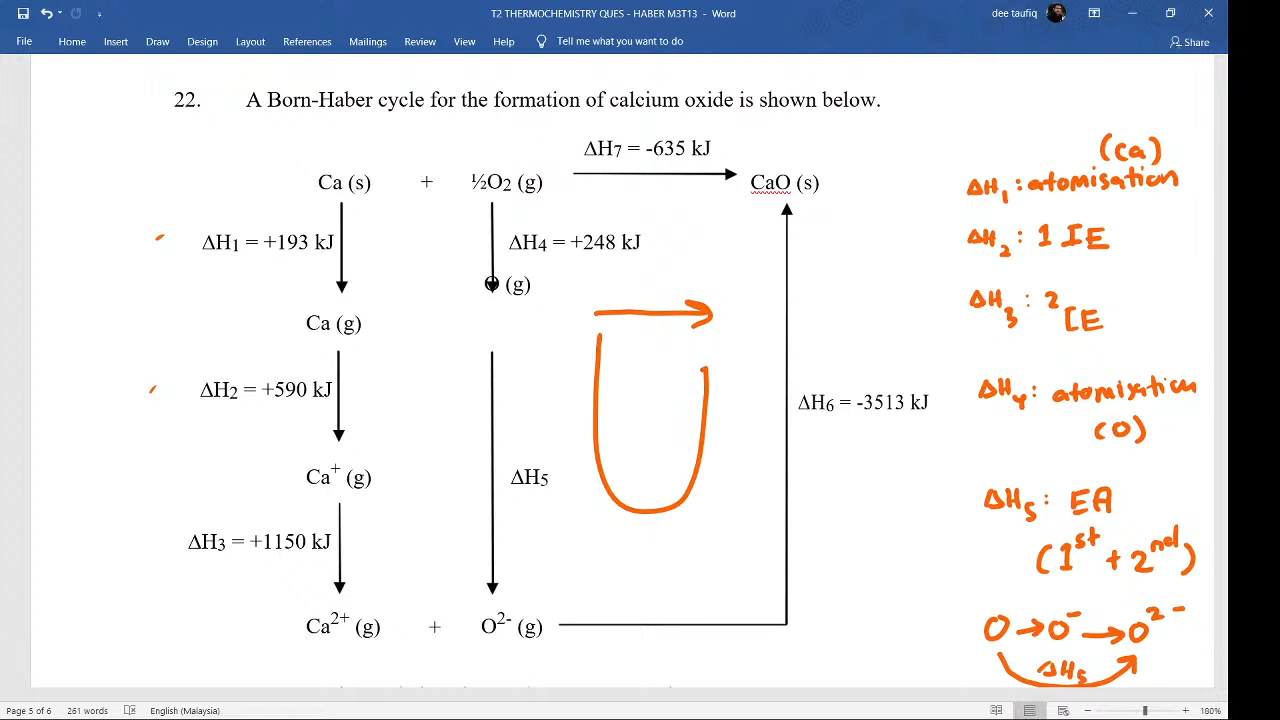 T2 THERMOCHEMISTRY QUES - HABER M3T13 - Word
dee taufiq
File Home Insert Draw Design Layout References Mailings Review View Help Tell me what you want to do
Share
22. A Born-Haber cycle for the formation of calcium oxide is shown below.
ΔH7 = -635 kJ
Ca (s) + ½O2 (g) CaO (s)
ΔH1 = +193 kJ
ΔH4 = +248 kJ
(g)
Ca (g)
ΔH2 = +590 kJ
ΔH6 = -3513 kJ
Ca+ (g)
ΔH5
ΔH3 = +1150 kJ
Ca2+ (g) + O2- (g)
(Ca)
ΔH1 : atomisation
ΔH2 : 1 IE
ΔH3 : 2 IE
ΔH4 : atomisation
(O)
ΔH5 : EA
(1st + 2nd)
O → O- → O2-
ΔH5
Page 5 of 6 261 words English (Malaysia) 180%